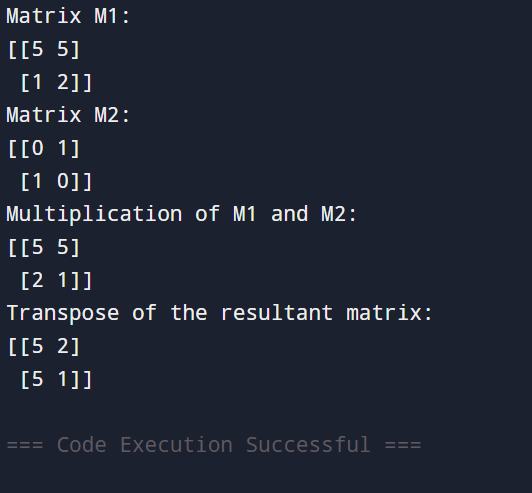 Matrix M1:
[[5 5]
 [1 2]]
Matrix M2:
[[0 1]
 [1 0]]
Multiplication of M1 and M2:
[[5 5]
 [2 1]]
Transpose of the resultant matrix:
[[5 2]
 [5 1]]

=== Code Execution Successful ===